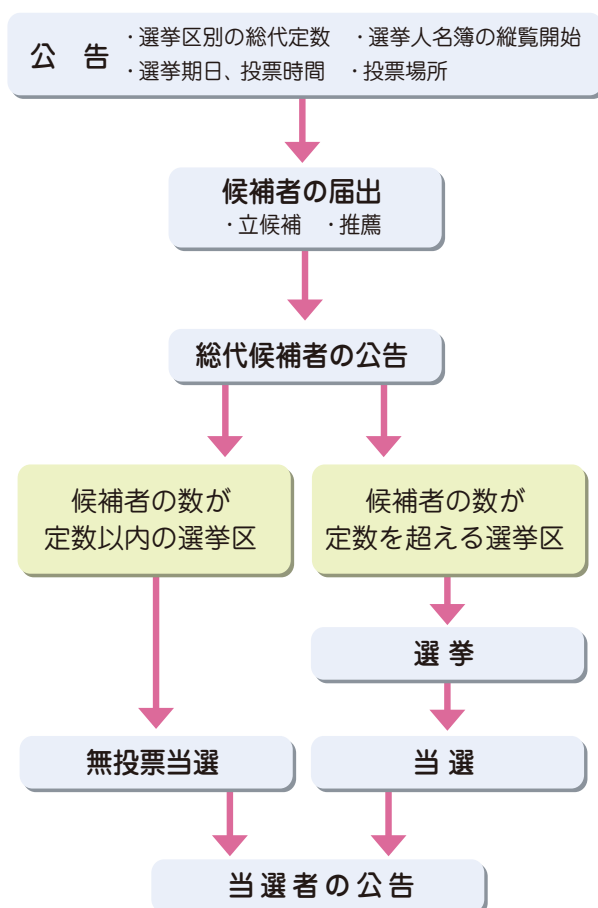 公 告 ・選挙区別の総代定数 ・選挙人名簿の縦覧開始
・選挙期日、投票時間 ・投票場所
候補者の届出
・立候補 ・推薦
総代候補者の公告
候補者の数が
定数以内の選挙区
候補者の数が
定数を超える選挙区
選 挙
無投票当選
当 選
当選者の公告